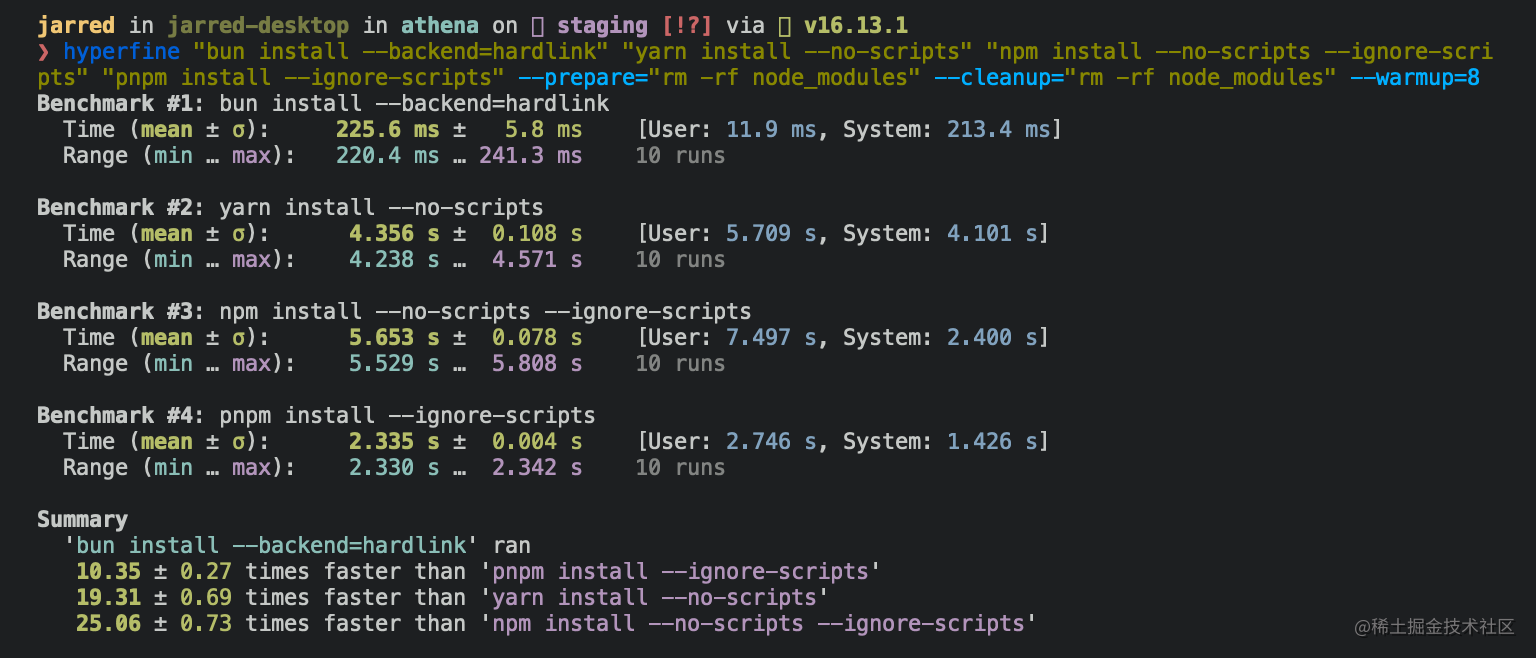 jarred in jarred-desktop in athena on staging [!?] via v16.13.1
❯ hyperfine "bun install --backend=hardlink" "yarn install --no-scripts" "npm install --no-scripts --ignore-scri
pts" "pnpm install --ignore-scripts" --prepare="rm -rf node_modules" --cleanup="rm -rf node_modules" --warmup=8
Benchmark #1: bun install --backend=hardlink
Time (mean ± σ): 225.6 ms ± 5.8 ms [User: 11.9 ms, System: 213.4 ms]
Range (min … max): 220.4 ms … 241.3 ms 10 runs
Benchmark #2: yarn install --no-scripts
Time (mean ± σ): 4.356 s ± 0.108 s [User: 5.709 s, System: 4.101 s]
Range (min … max): 4.238 s … 4.571 s 10 runs
Benchmark #3: npm install --no-scripts --ignore-scripts
Time (mean ± σ): 5.653 s ± 0.078 s [User: 7.497 s, System: 2.400 s]
Range (min … max): 5.529 s … 5.808 s 10 runs
Benchmark #4: pnpm install --ignore-scripts
Time (mean ± σ): 2.335 s ± 0.004 s [User: 2.746 s, System: 1.426 s]
Range (min … max): 2.330 s … 2.342 s 10 runs
Summary
'bun install --backend=hardlink' ran
10.35 ± 0.27 times faster than 'pnpm install --ignore-scripts'
19.31 ± 0.69 times faster than 'yarn install --no-scripts'
25.06 ± 0.73 times faster than 'npm install --no-scripts --ignore-scripts'
@稀土掘金技术社区